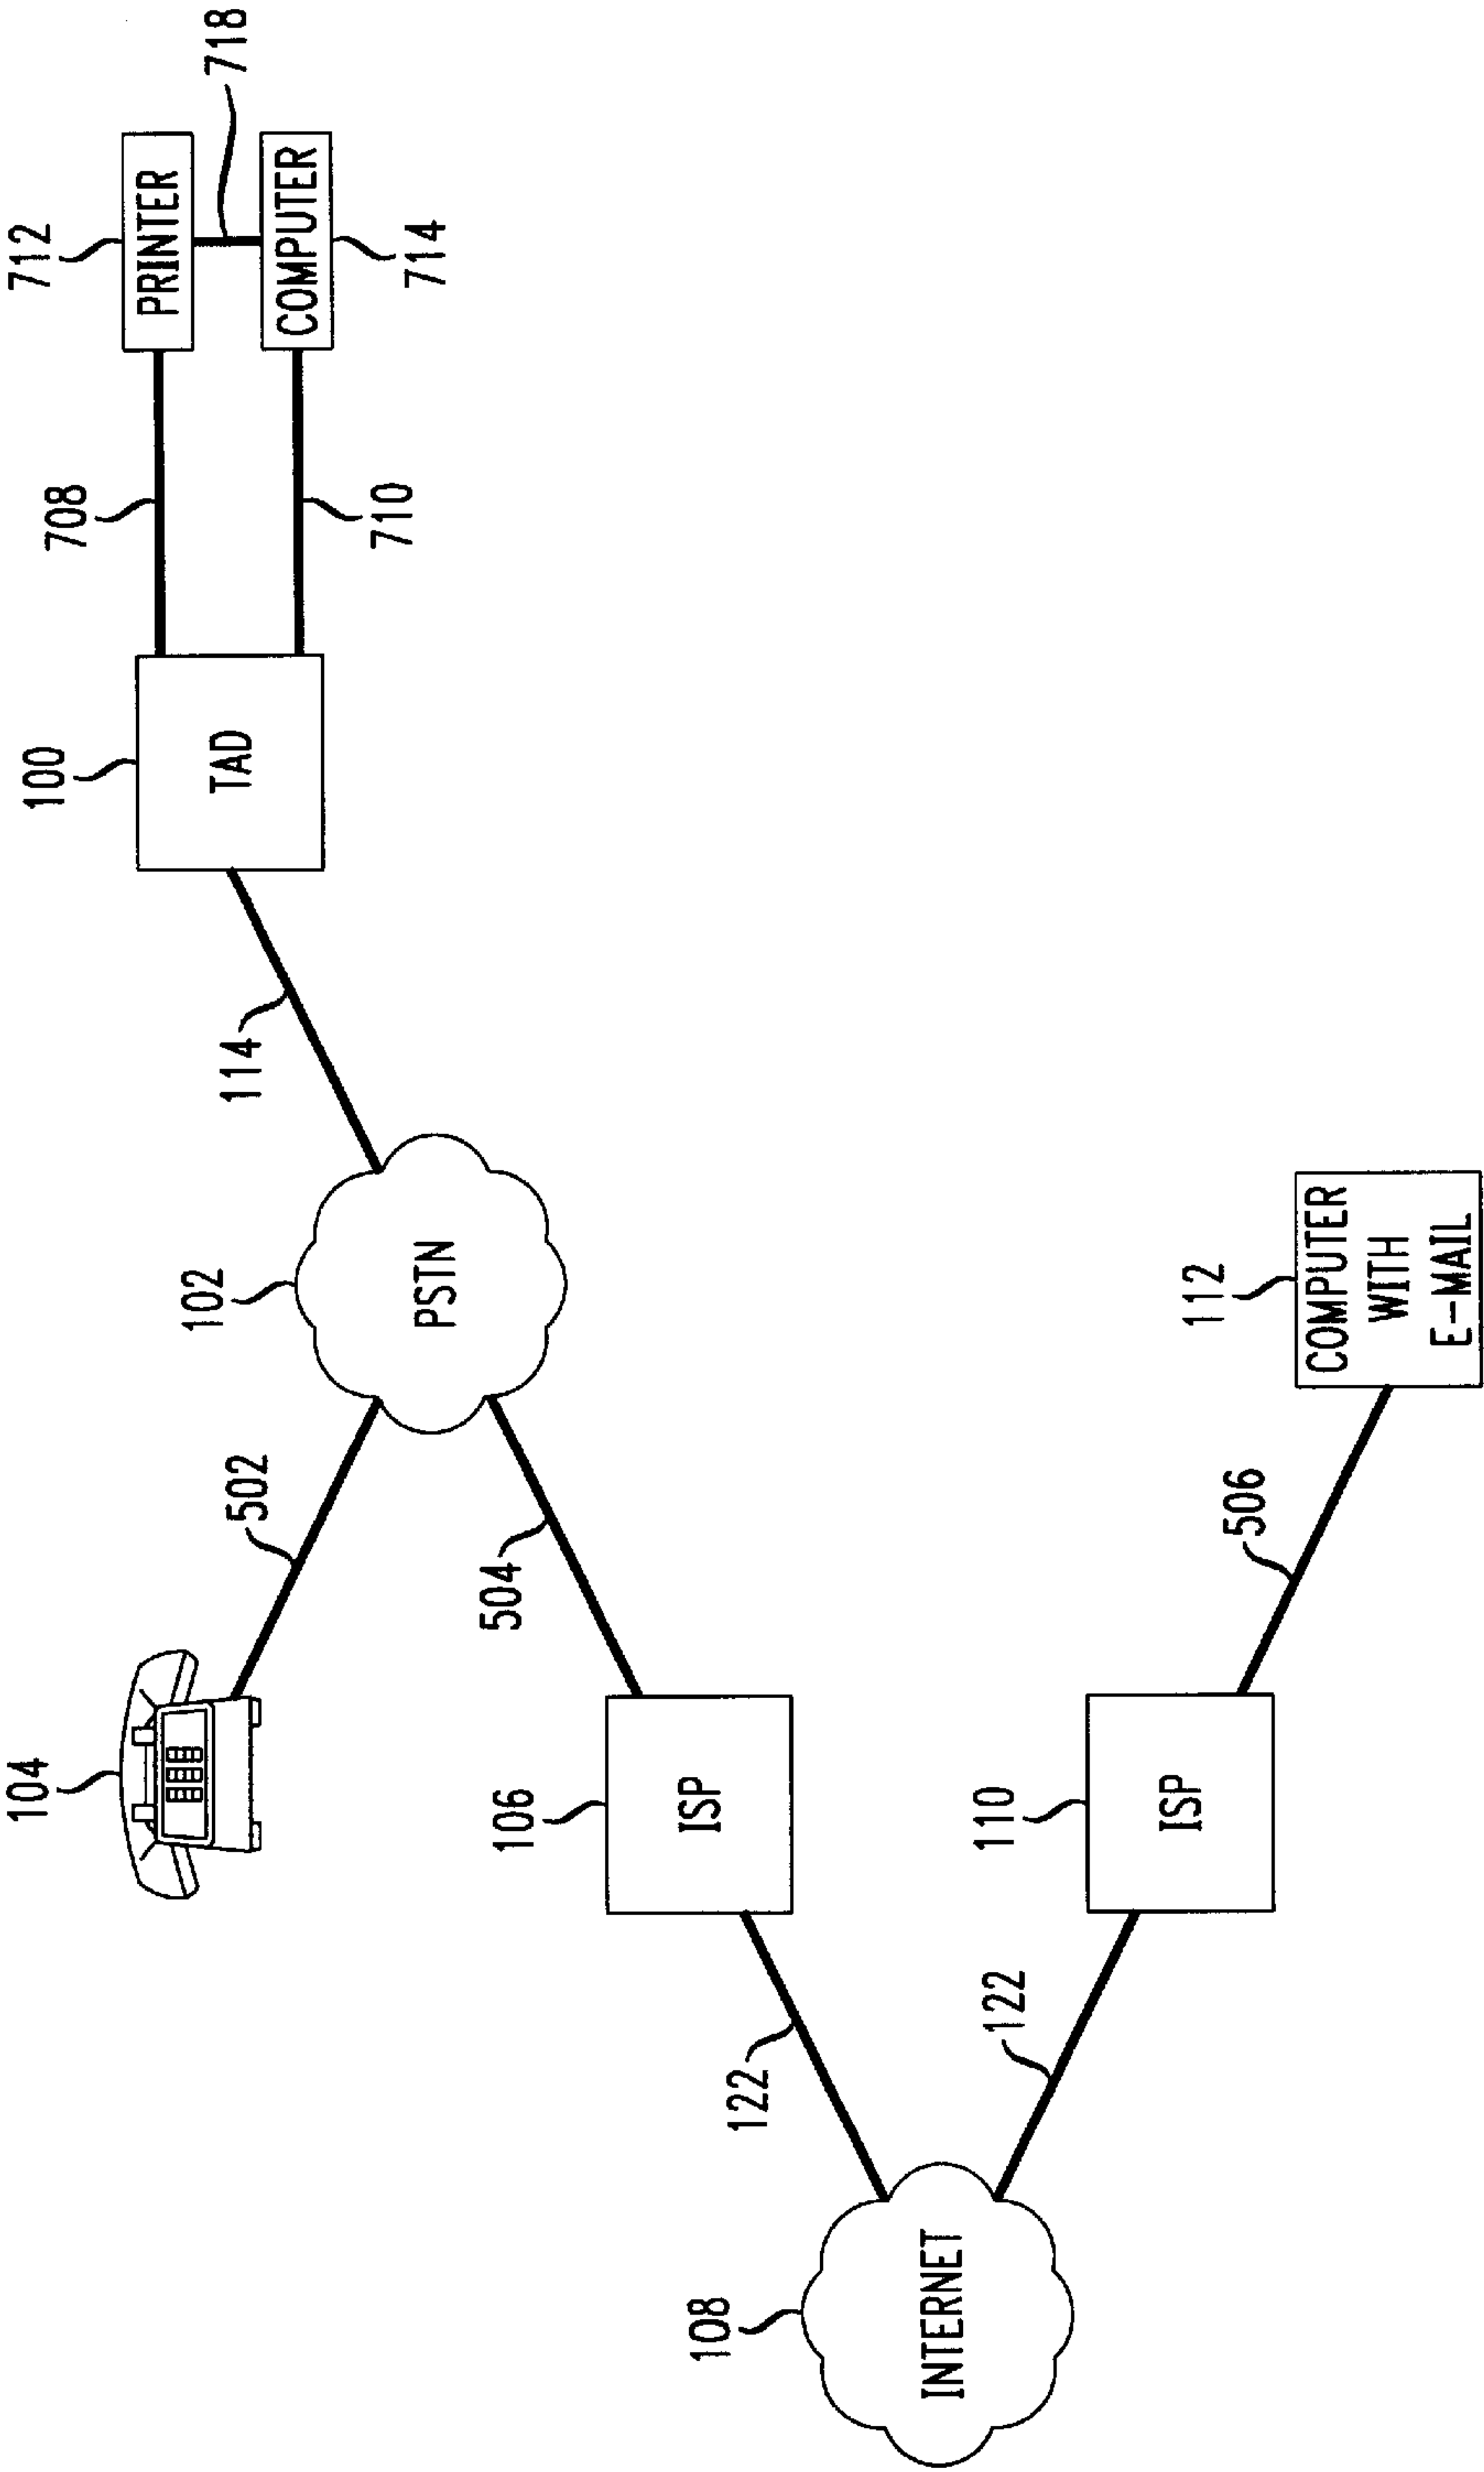 104
502
102
PSTN
114
100
TAD
708
710
712
PRINTER
718
COMPUTER
714
504
106
ISP
122
108
INTERNET
122
110
ISP
506
112
COMPUTER
WITH
E-MAIL